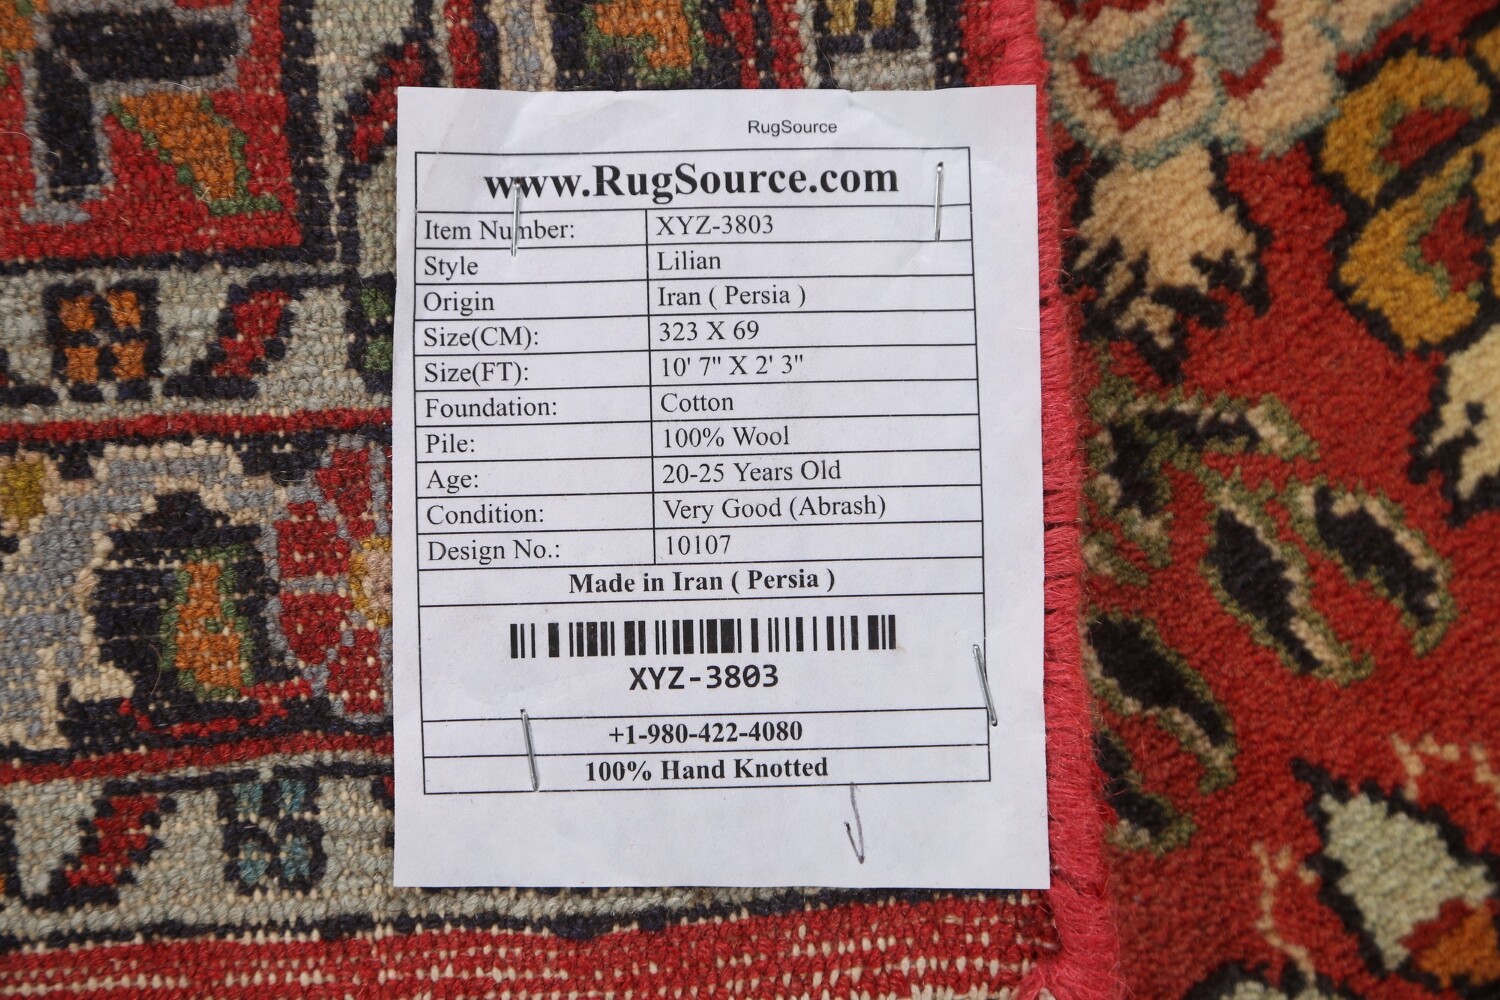 RugSource
www.RugSource.com
Item Number: XYZ-3803
Style Lilian
Origin Iran ( Persia )
Size(CM): 323 X 69
Size(FT): 10' 7" X 2' 3"
Foundation: Cotton
Pile: 100% Wool
Age: 20-25 Years Old
Condition: Very Good (Abrash)
Design No.: 10107
Made in Iran ( Persia )
XYZ-3803
+1-980-422-4080
100% Hand Knotted